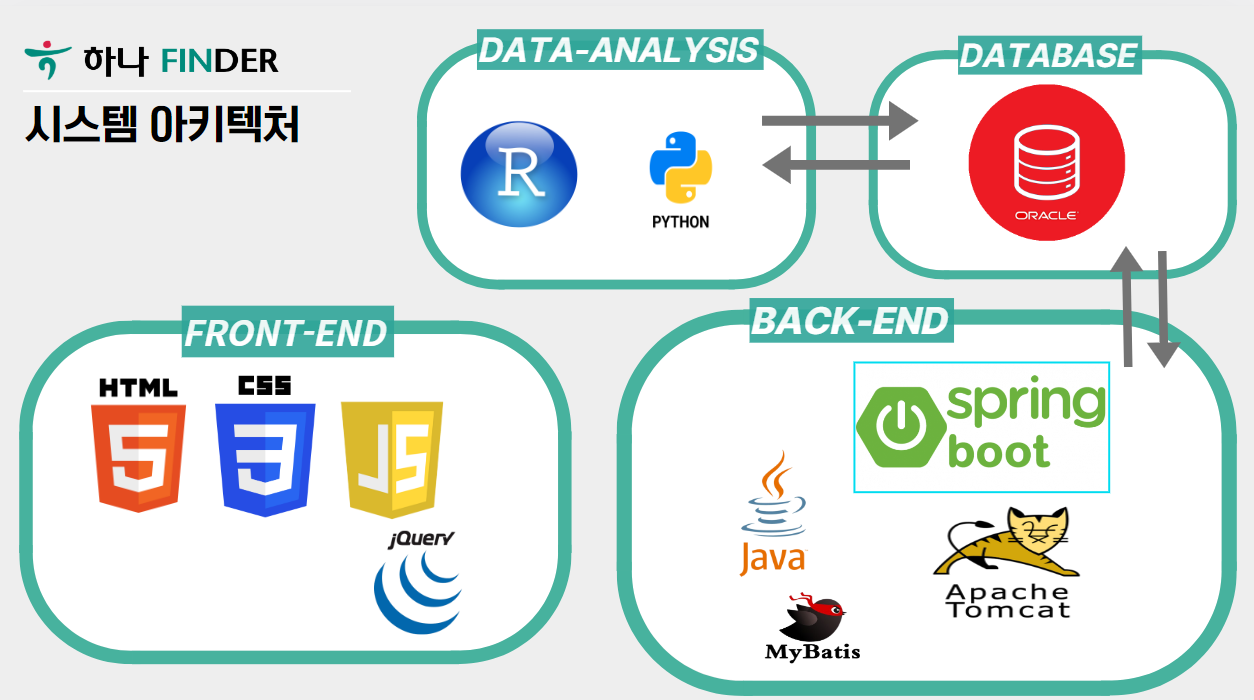 하나 FINDER
시스템 아키텍처
DATA-ANALYSIS
R
PYTHON
DATABASE
ORACLE
FRONT-END
HTML
5
CSS
3
JS
jQuery
BACK-END
spring
boot
Java
Apache
Tomcat
MyBatis